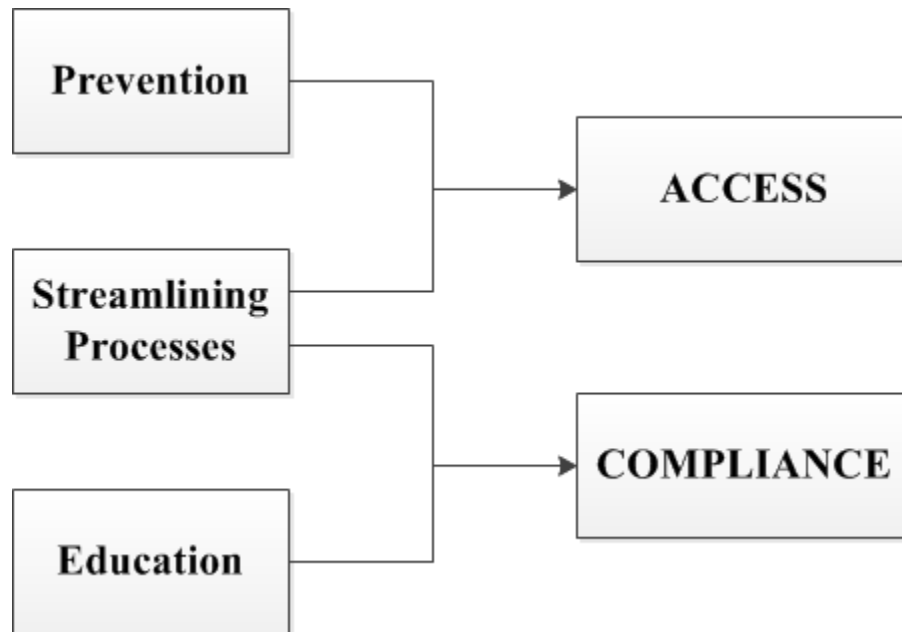 Prevention
ACCESS
Streamlining
Processes
COMPLIANCE
Education